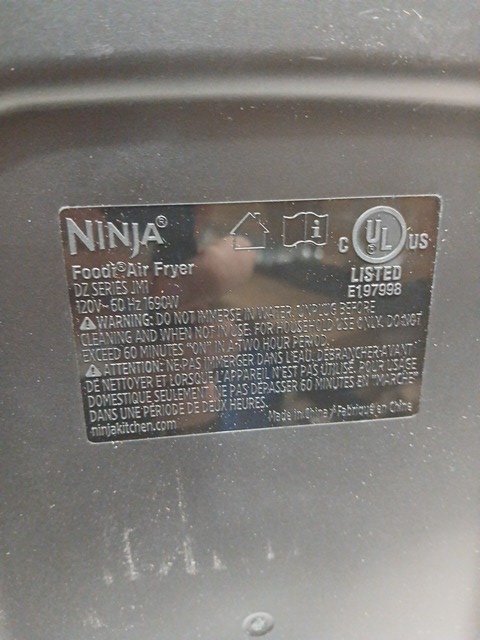 NINJA®
Foodi® Air Fryer
DZ SERIES JM1
120V~ 60 Hz 1690W
C UL US
LISTED
E197998
⚠WARNING: DO NOT IMMERSE IN WATER. UNPLUG BEFORE
CLEANING AND WHEN NOT IN USE. FOR HOUSEHOLD USE ONLY. DO NOT
EXCEED 60 MINUTES "ON" IN A TWO HOUR PERIOD.
⚠ATTENTION: NE PAS IMMERGER DANS L'EAU. DÉBRANCHER AVANT
DE NETTOYER ET LORSQUE L'APPAREIL N'EST PAS UTILISÉ. POUR USAGE
DOMESTIQUE SEULEMENT. NE PAS DÉPASSER 60 MINUTES EN "MARCHE"
DANS UNE PÉRIODE DE DEUX HEURES.
ninjakitchen.com
Made in China / Fabriqué en Chine